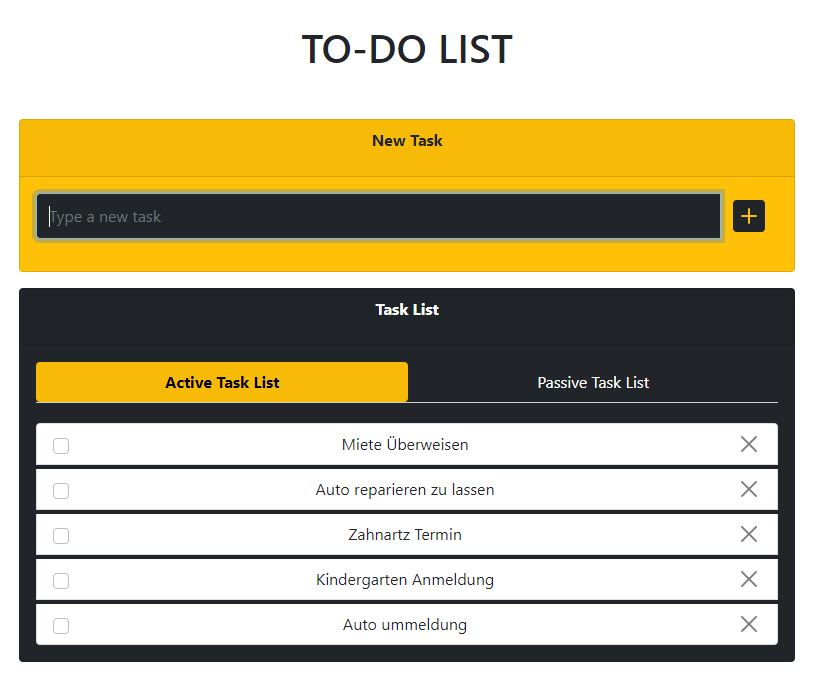 TO-DO LIST
New Task
Type a new task
Task List
Active Task List
Passive Task List
Miete Überweisen
Auto reparieren zu lassen
Zahnartz Termin
Kindergarten Anmeldung
Auto ummeldung